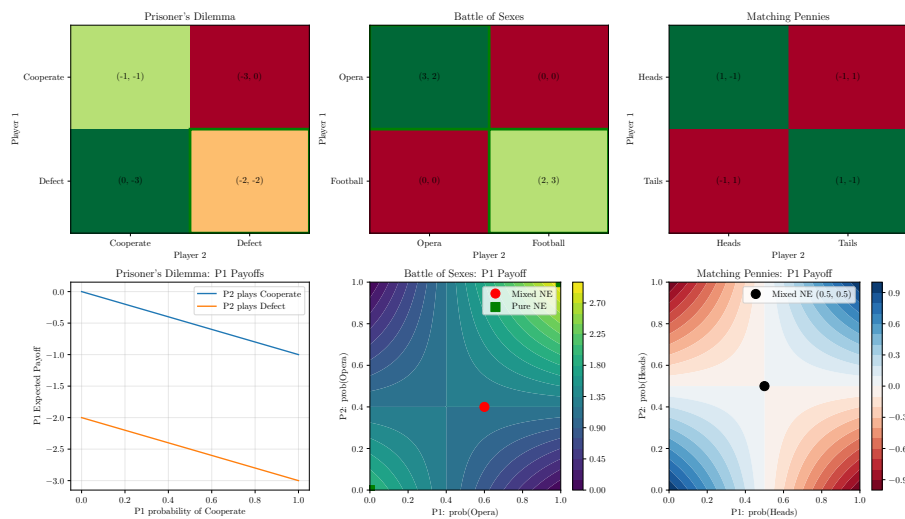 Prisoner's Dilemma
Player 1
Cooperate
Defect
(-1, -1)
(-3, 0)
(0, -3)
(-2, -2)
Cooperate
Defect
Player 2
Battle of Sexes
Player 1
Opera
Football
(3, 2)
(0, 0)
(0, 0)
(2, 3)
Opera
Football
Player 2
Matching Pennies
Player 1
Heads
Tails
(1, -1)
(-1, 1)
(-1, 1)
(1, -1)
Heads
Tails
Player 2
Prisoner's Dilemma: P1 Payoffs
P1 Expected Payoff
0.0
−0.5
−1.0
−1.5
−2.0
−2.5
−3.0
P2 plays Cooperate
P2 plays Defect
0.0 0.2 0.4 0.6 0.8 1.0
P1 probability of Cooperate
Battle of Sexes: P1 Payoff
P2: prob(Opera)
1.0
0.8
0.6
0.4
0.2
0.0
Mixed NE
Pure NE
0.0 0.2 0.4 0.6 0.8 1.0
P1: prob(Opera)
2.70
2.25
1.80
1.35
0.90
0.45
0.00
Matching Pennies: P1 Payoff
P2: prob(Heads)
1.0
0.8
0.6
0.4
0.2
0.0
Mixed NE (0.5, 0.5)
0.0 0.2 0.4 0.6 0.8 1.0
P1: prob(Heads)
0.9
0.6
0.3
0.0
−0.3
−0.6
−0.9